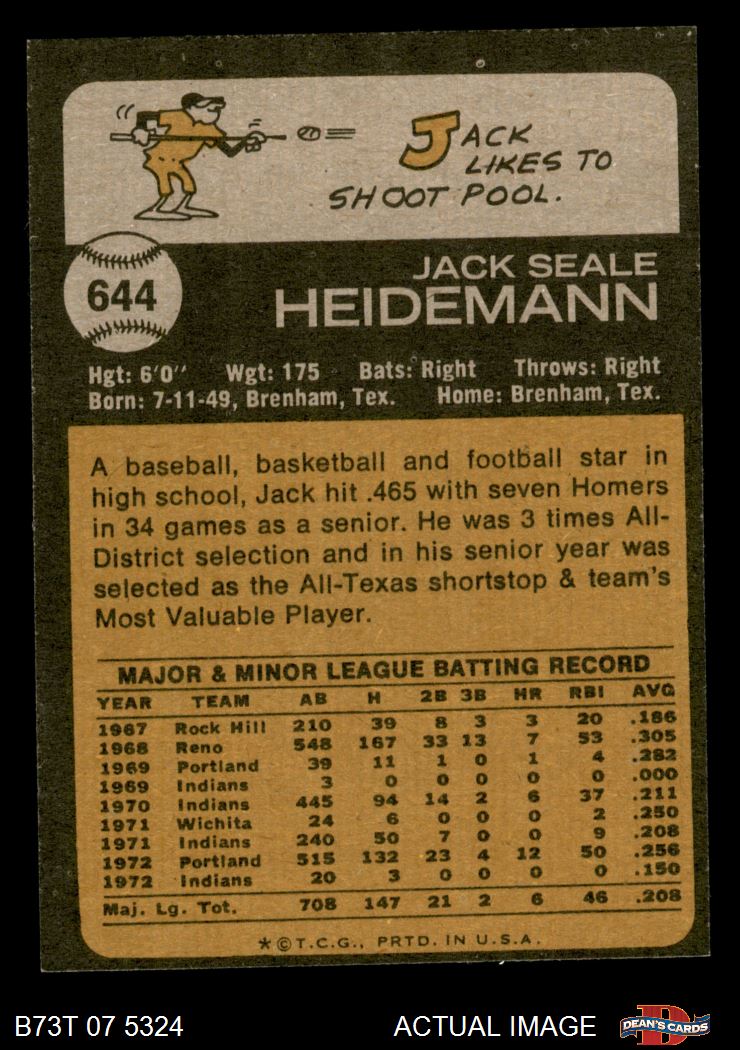 JACK
LIKES TO
SHOOT POOL.
644
JACK SEALE
HEIDEMANN
Hgt: 6'0" Wgt: 175 Bats: Right Throws: Right
Born: 7-11-49, Brenham, Tex. Home: Brenham, Tex.
A baseball, basketball and football star in
high school, Jack hit .465 with seven Homers
in 34 games as a senior. He was 3 times All-
District selection and in his senior year was
selected as the All-Texas shortstop & team's
Most Valuable Player.
MAJOR & MINOR LEAGUE BATTING RECORD
YEAR TEAM AB H 2B 3B HR RBI AVG
1967 Rock Hill 210 39 8 3 3 20 .186
1968 Reno 548 167 33 13 7 53 .305
1969 Portland 39 11 1 0 1 4 .282
1969 Indians 3 0 0 0 0 0 .000
1970 Indians 445 94 14 2 6 37 .211
1971 Wichita 24 6 0 0 0 2 .250
1971 Indians 240 50 7 0 0 9 .208
1972 Portland 515 132 23 4 12 50 .256
1972 Indians 20 3 0 0 0 0 .150
Maj. Lg. Tot. 708 147 21 2 6 46 .208
*©T.C.G., PRTD. IN U.S.A.
B73T 07 5324 ACTUAL IMAGE D DEAN'S CARDS